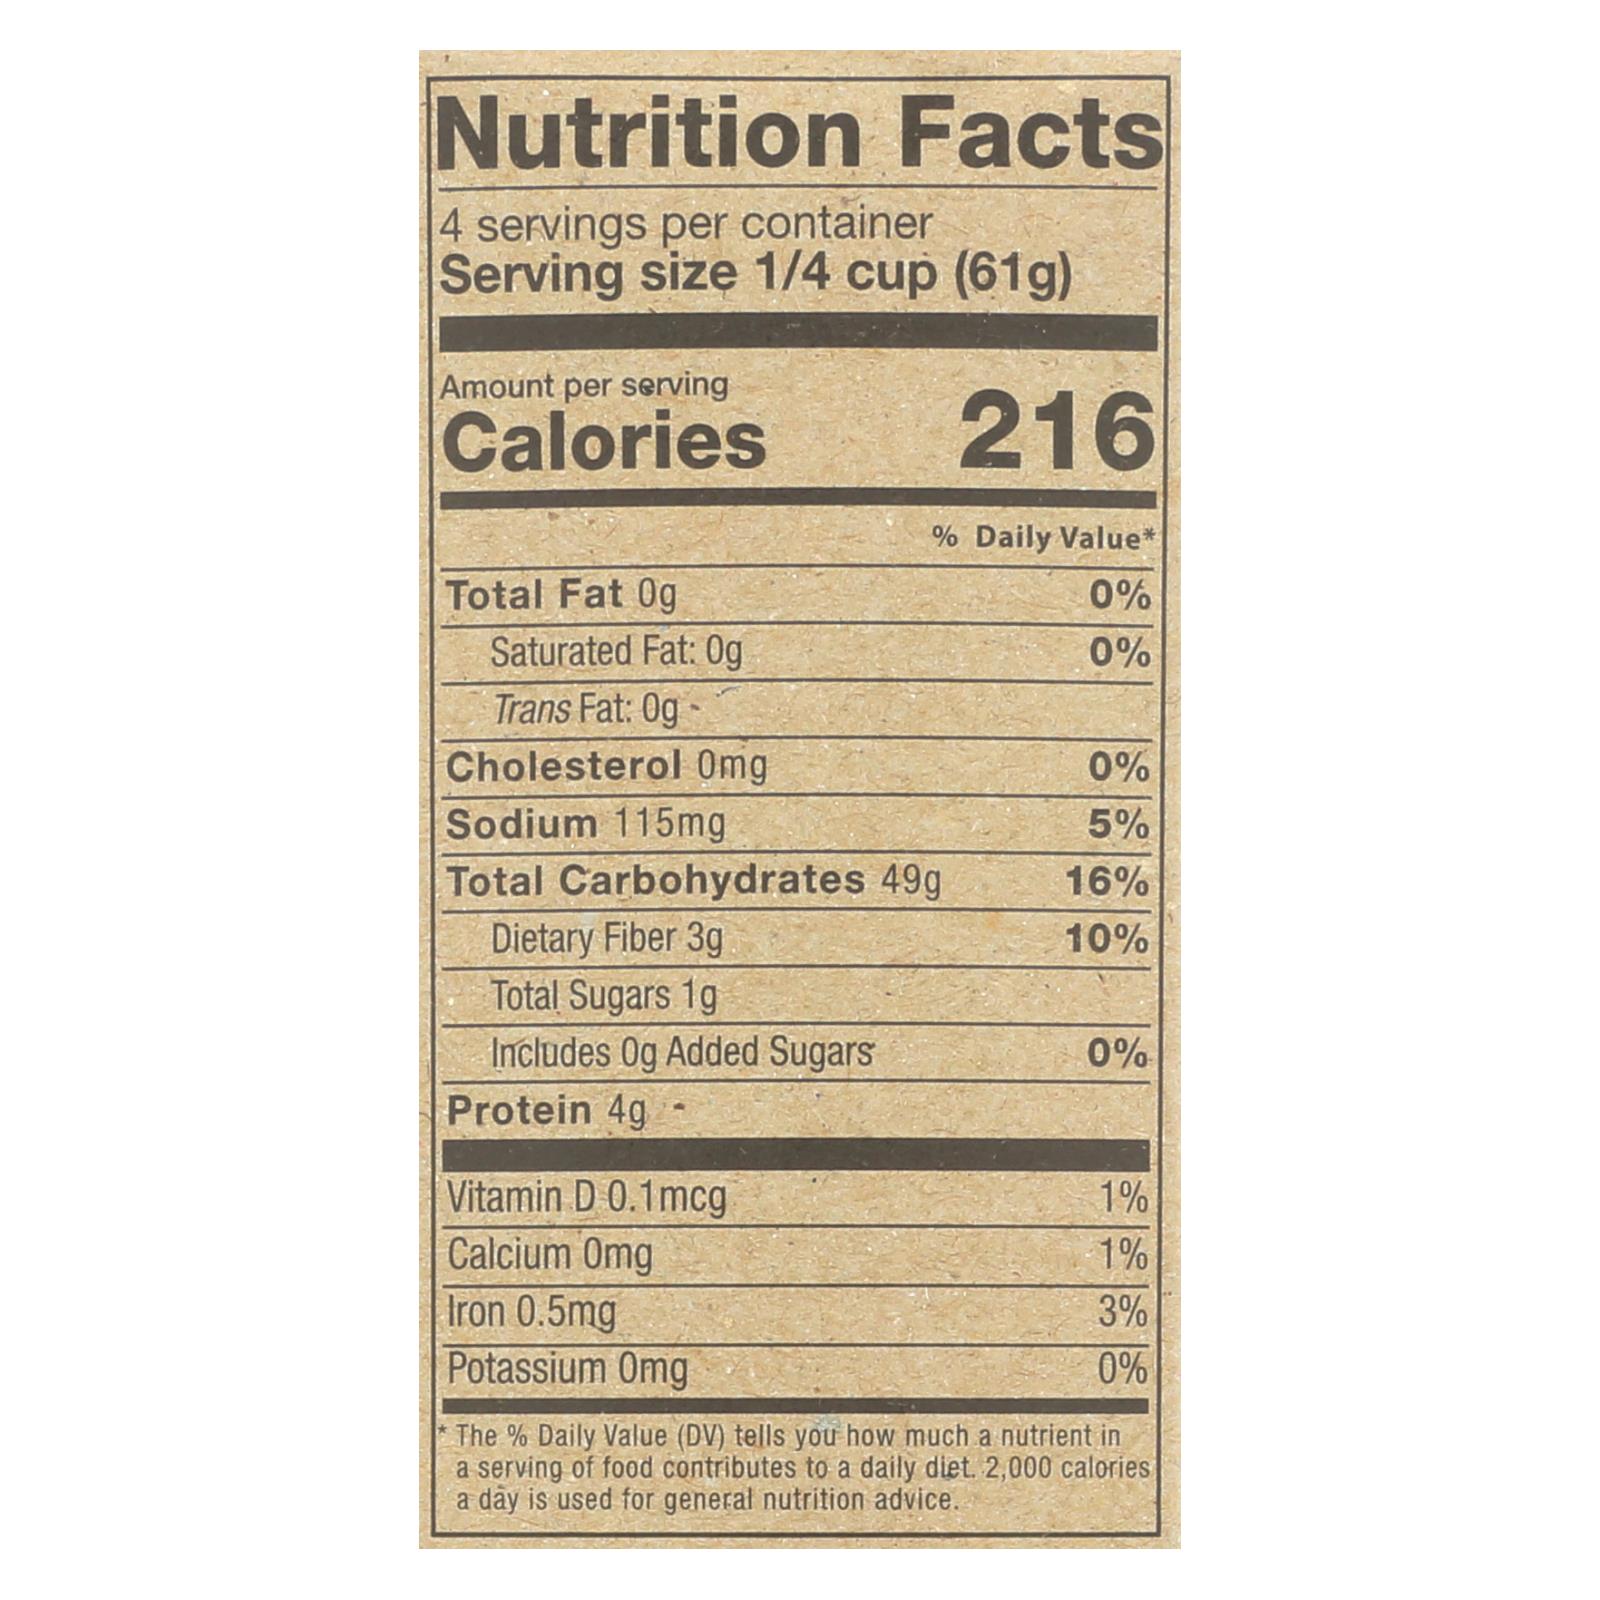 Nutrition Facts
4 servings per container
Serving size 1/4 cup (61g)
Amount per serving
Calories 216
% Daily Value*
Total Fat 0g 0%
Saturated Fat: 0g 0%
Trans Fat: 0g
Cholesterol 0mg 0%
Sodium 115mg 5%
Total Carbohydrates 49g 16%
Dietary Fiber 3g 10%
Total Sugars 1g
Includes 0g Added Sugars 0%
Protein 4g
Vitamin D 0.1mcg 1%
Calcium 0mg 1%
Iron 0.5mg 3%
Potassium 0mg 0%
* The % Daily Value (DV) tells you how much a nutrient in
a serving of food contributes to a daily diet. 2,000 calories
a day is used for general nutrition advice.